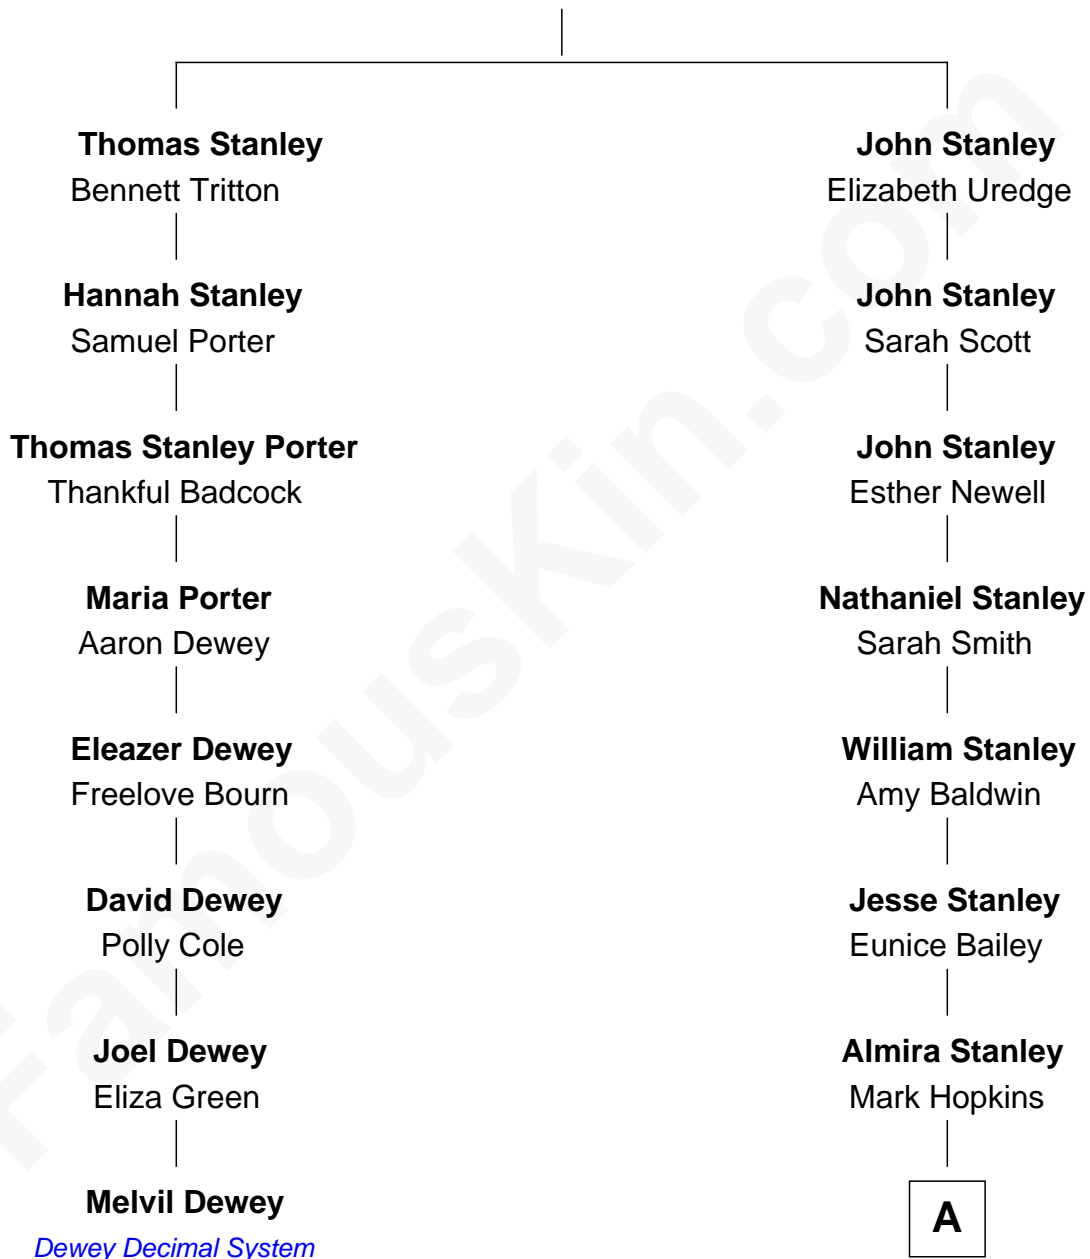 Thomas Stanley
Bennett Tritton
Hannah Stanley
Samuel Porter
Thomas Stanley Porter
Thankful Badcock
Maria Porter
Aaron Dewey
Eleazer Dewey
Freelove Bourn
David Dewey
Polly Cole
Joel Dewey
Eliza Green
Melvil Dewey
Dewey Decimal System
John Stanley
Elizabeth Uredge
John Stanley
Sarah Scott
John Stanley
Esther Newell
Nathaniel Stanley
Sarah Smith
William Stanley
Amy Baldwin
Jesse Stanley
Eunice Bailey
Almira Stanley
Mark Hopkins
A
FamousKin.com